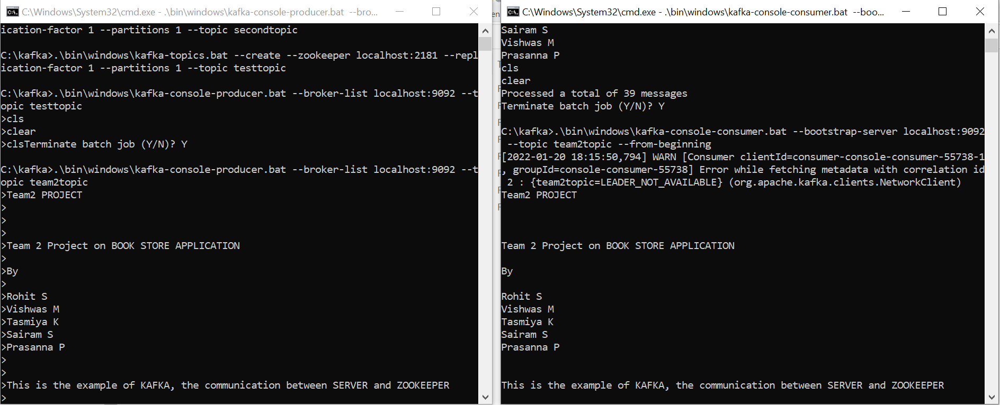 C:\Windows\System32\cmd.exe - .\bin\windows\kafka-console-producer.bat --bro...
ication-factor 1 --partitions 1 --topic secondtopic
C:\kafka>.\bin\windows\kafka-topics.bat --create --zookeeper localhost:2181 --repl
ication-factor 1 --partitions 1 --topic testtopic
C:\kafka>.\bin\windows\kafka-console-producer.bat --broker-list localhost:9092 --t
opic testtopic
>cls
>clear
>clsTerminate batch job (Y/N)? Y
C:\kafka>.\bin\windows\kafka-console-producer.bat --broker-list localhost:9092 --t
opic team2topic
>Team2 PROJECT
>
>
>
>Team 2 Project on BOOK STORE APPLICATION
>
>By
>
>Rohit S
>Vishwas M
>Tasmiya K
>Sairam S
>Prasanna P
>
>
>This is the example of KAFKA, the communication between SERVER and ZOOKEEPER
>
C:\Windows\System32\cmd.exe - .\bin\windows\kafka-console-consumer.bat --boo...
Sairam S
Vishwas M
Prasanna P
cls
clear
Processed a total of 39 messages
Terminate batch job (Y/N)? Y
C:\kafka>.\bin\windows\kafka-console-consumer.bat --bootstrap-server localhost:9092
--topic team2topic --from-beginning
[2022-01-20 18:15:50,794] WARN [Consumer clientId=consumer-console-consumer-55738-1
, groupId=console-consumer-55738] Error while fetching metadata with correlation id
2 : {team2topic=LEADER_NOT_AVAILABLE} (org.apache.kafka.clients.NetworkClient)
Team2 PROJECT
Team 2 Project on BOOK STORE APPLICATION
By
Rohit S
Vishwas M
Tasmiya K
Sairam S
Prasanna P
This is the example of KAFKA, the communication between SERVER and ZOOKEEPER